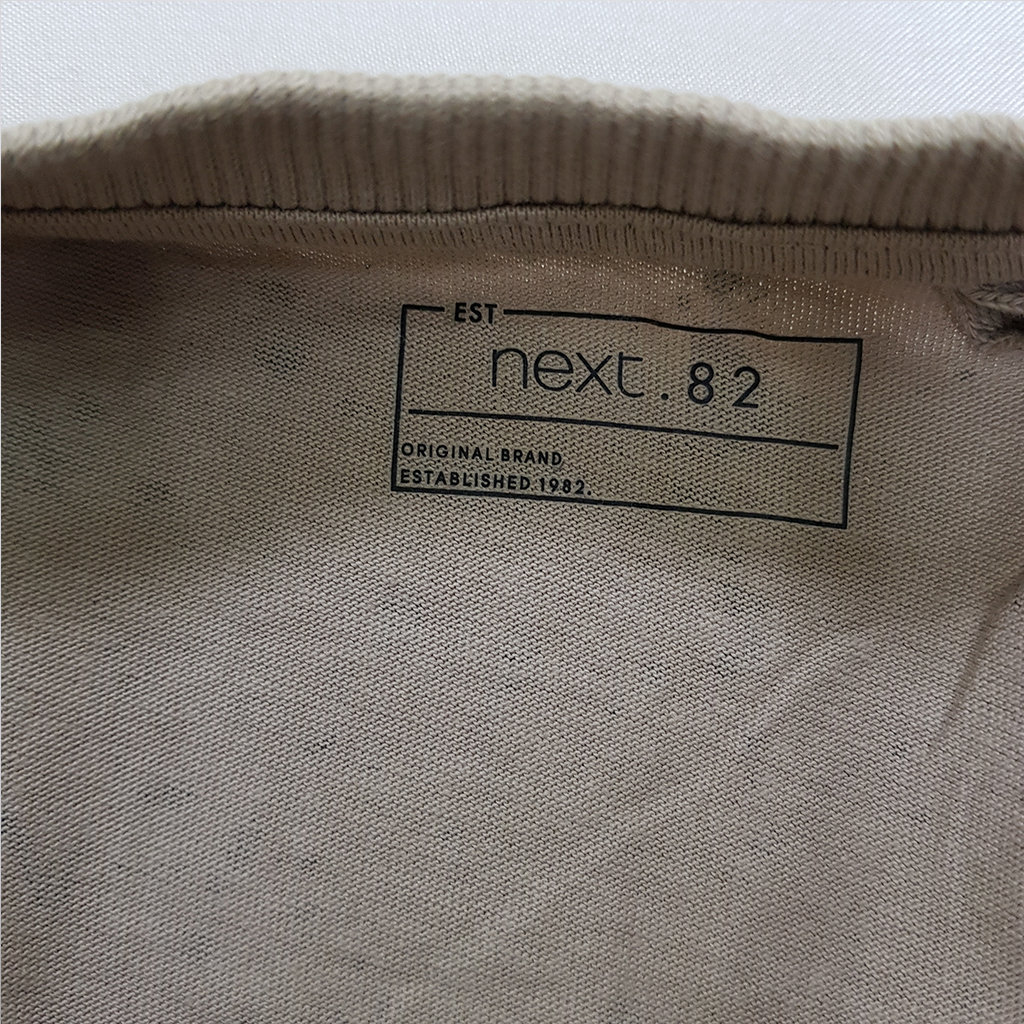 EST
next.82
ORIGINAL BRAND
ESTABLISHED 1982.